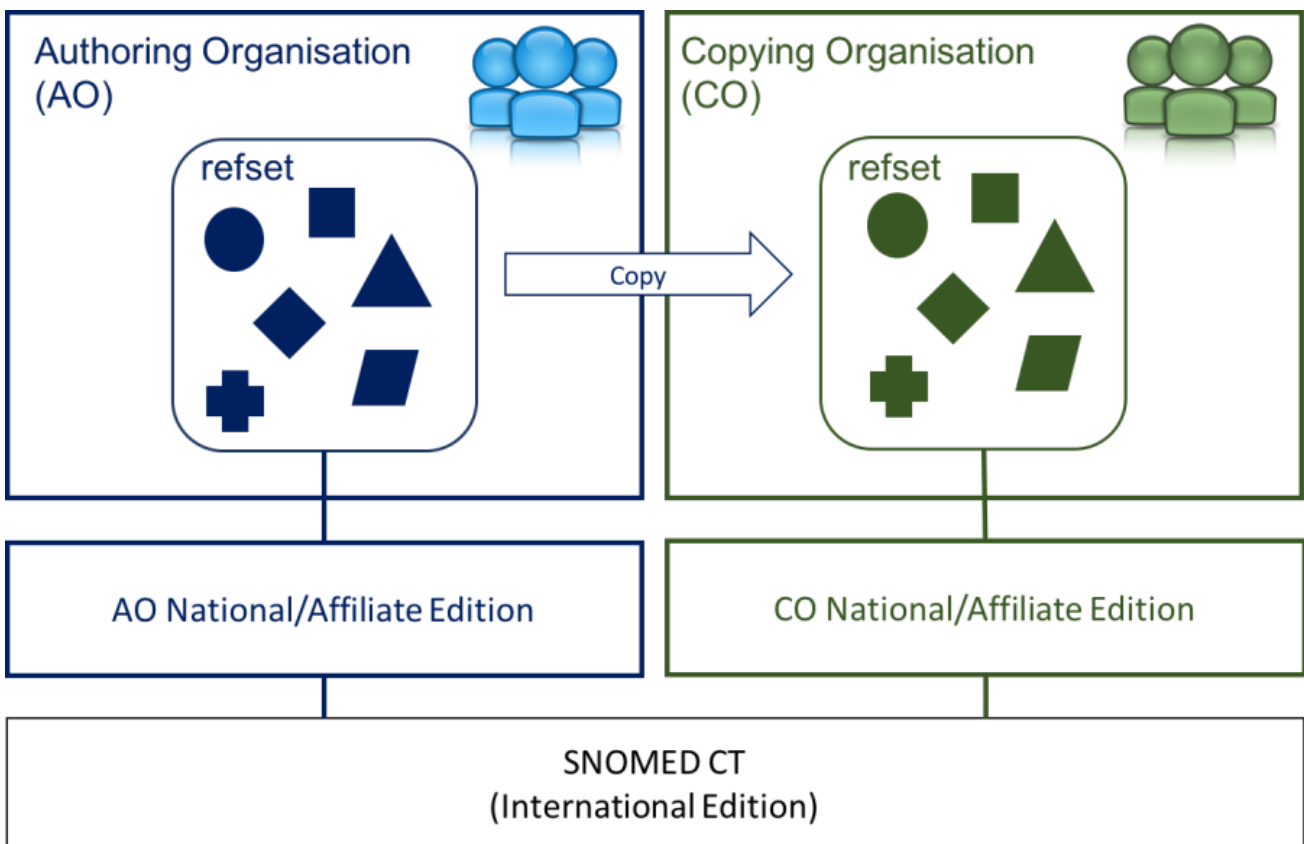 Authoring Organisation
(AO)
refset
Copy
Copying Organisation
(CO)
refset
AO National/Affiliate Edition
CO National/Affiliate Edition
SNOMED CT
(International Edition)